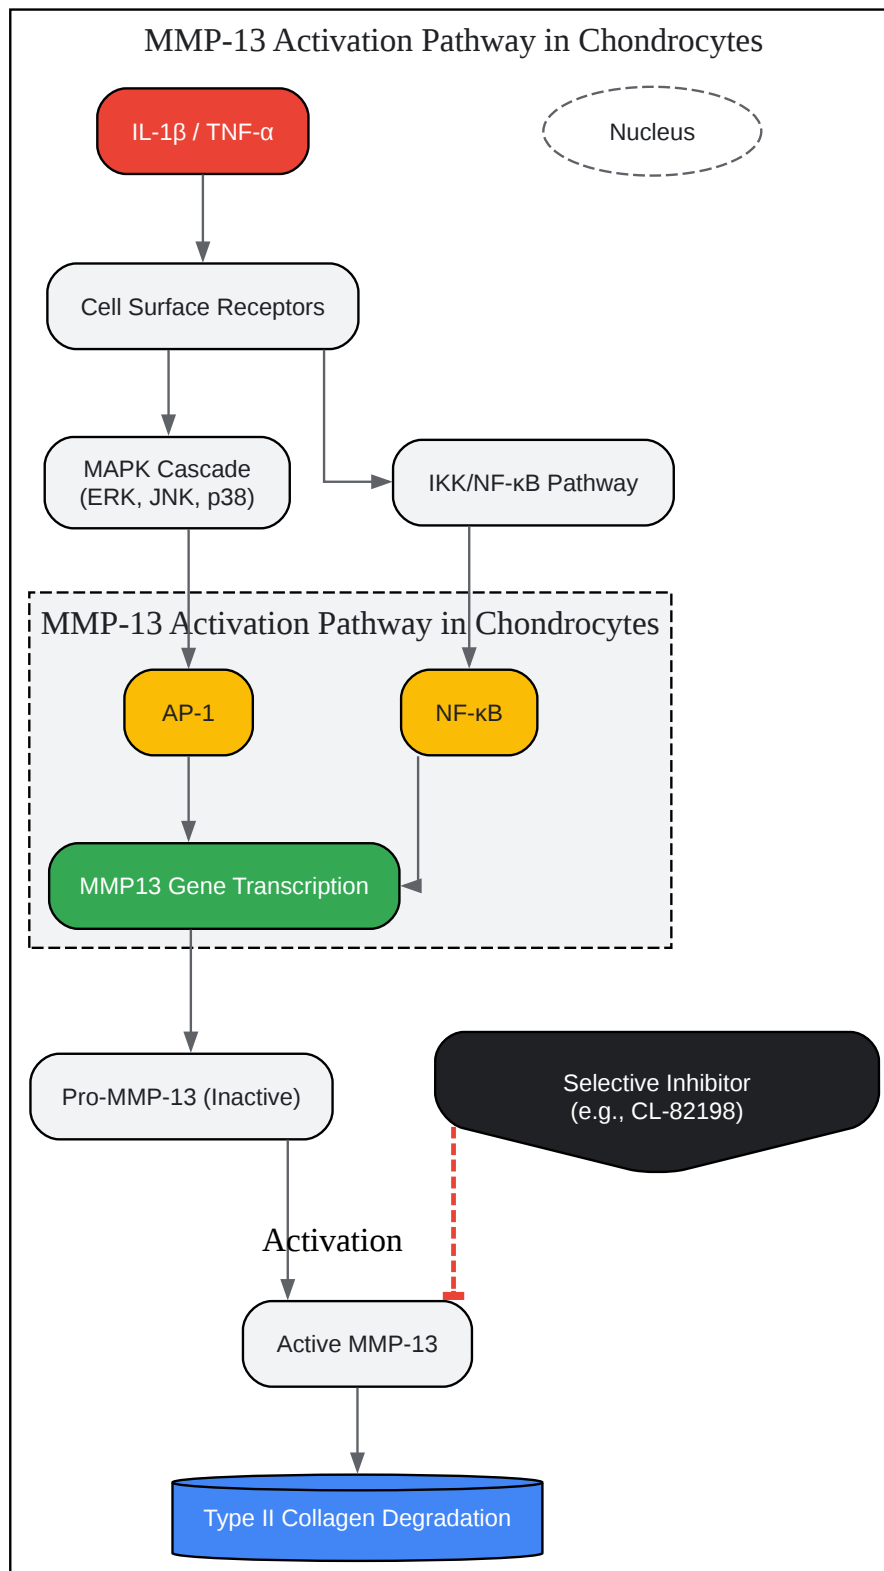 MMP-13 Activation Pathway in Chondrocytes
IL-1β / TNF-α
Nucleus
Cell Surface Receptors
MAPK Cascade
(ERK, JNK, p38)
IKK/NF-κB Pathway
MMP-13 Activation Pathway in Chondrocytes
AP-1
NF-κB
MMP13 Gene Transcription
Pro-MMP-13 (Inactive)
Selective Inhibitor
(e.g., CL-82198)
Activation
Active MMP-13
Type II Collagen Degradation